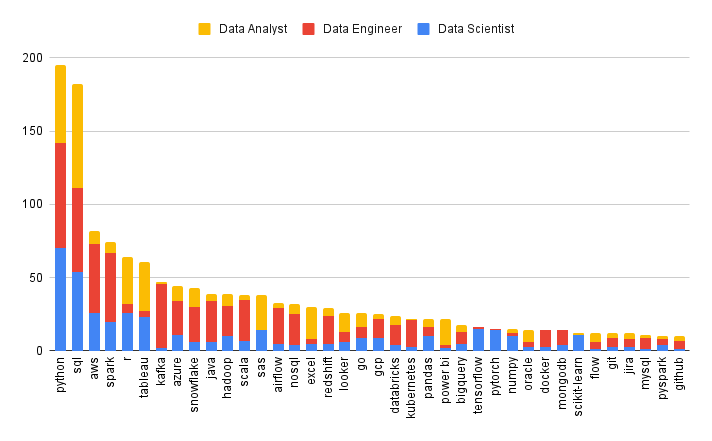 Data Analyst Data Engineer Data Scientist
200
150
100
50
0
python
sql
aws
spark
r
tableau
kafka
azure
snowflake
java
hadoop
scala
sas
airflow
nosql
excel
redshift
looker
go
gcp
databricks
kubernetes
pandas
power bi
bigquery
tensorflow
pytorch
numpy
oracle
docker
mongodb
scikit-learn
flow
git
jira
mysql
pyspark
github